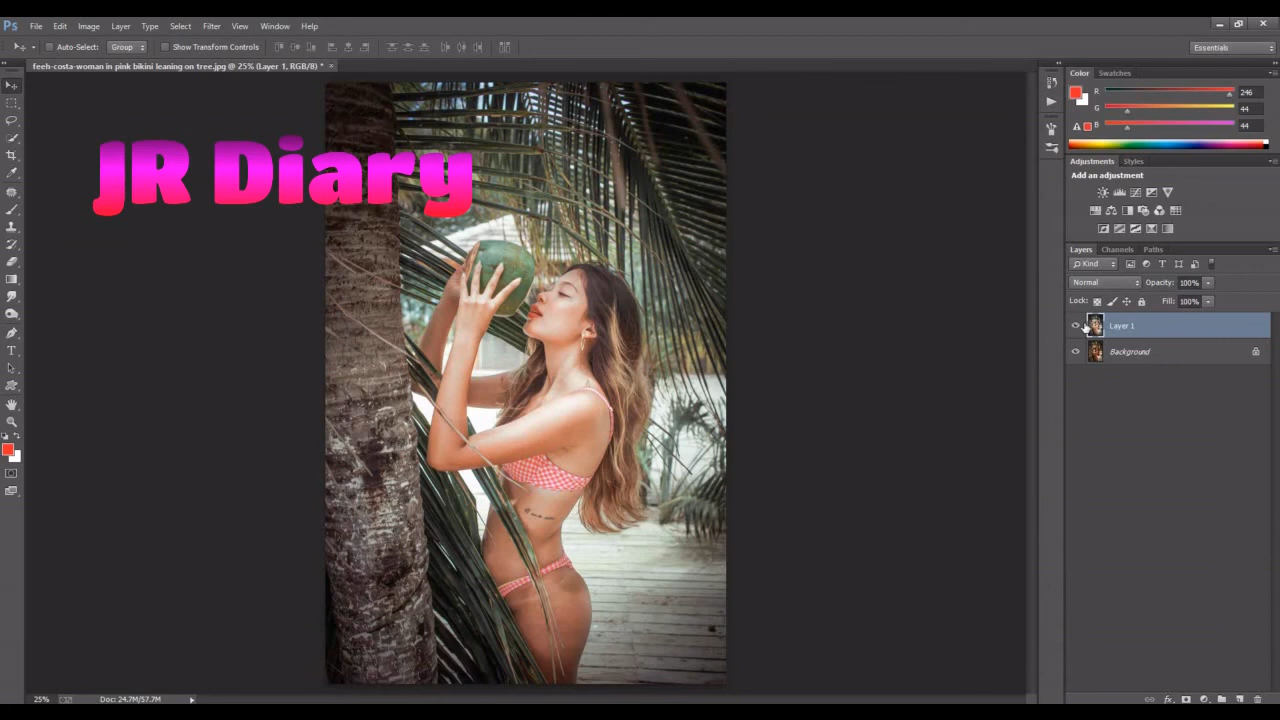 Ps File Edit Image Layer Type Select Filter View Window Help
Auto-Select: Group Show Transform Controls Essentials
feeh-costa-woman in pink bikini leaning on tree.jpg @ 25% (Layer 1, RGB/8) * ×
Color Swatches
R 246
G 44
B 44
JR Diary
Adjustments Styles
Add an adjustment
Layers Channels Paths
Kind
Normal Opacity: 100%
Lock: Fill: 100%
Layer 1
Background
25% Doc: 24.7M/57.7M